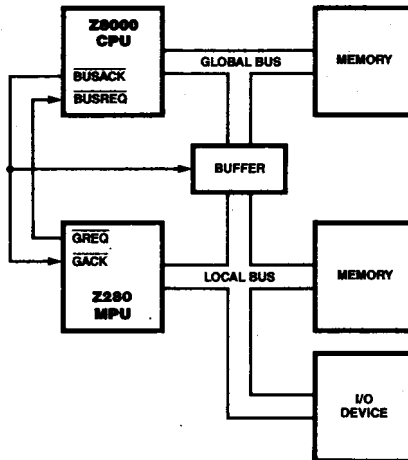 Z8000
CPU
BUSACK
BUSREQ
GLOBAL BUS
MEMORY
BUFFER
GREQ
GACK
Z280
MPU
LOCAL BUS
MEMORY
I/O
DEVICE